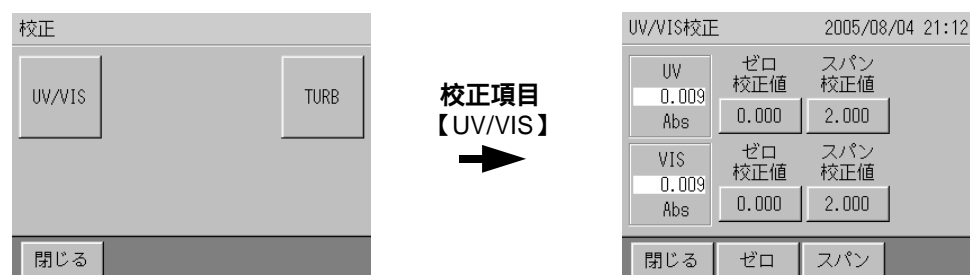 校正
UV/VIS
TURB
閉じる
校正項目
【UV/VIS】
UV/VIS校正 2005/08/04 21:12
UV
0.009
Abs
ゼロ
校正値
0.000
スパン
校正値
2.000
VIS
0.009
Abs
ゼロ
校正値
0.000
スパン
校正値
2.000
閉じる ゼロ スパン